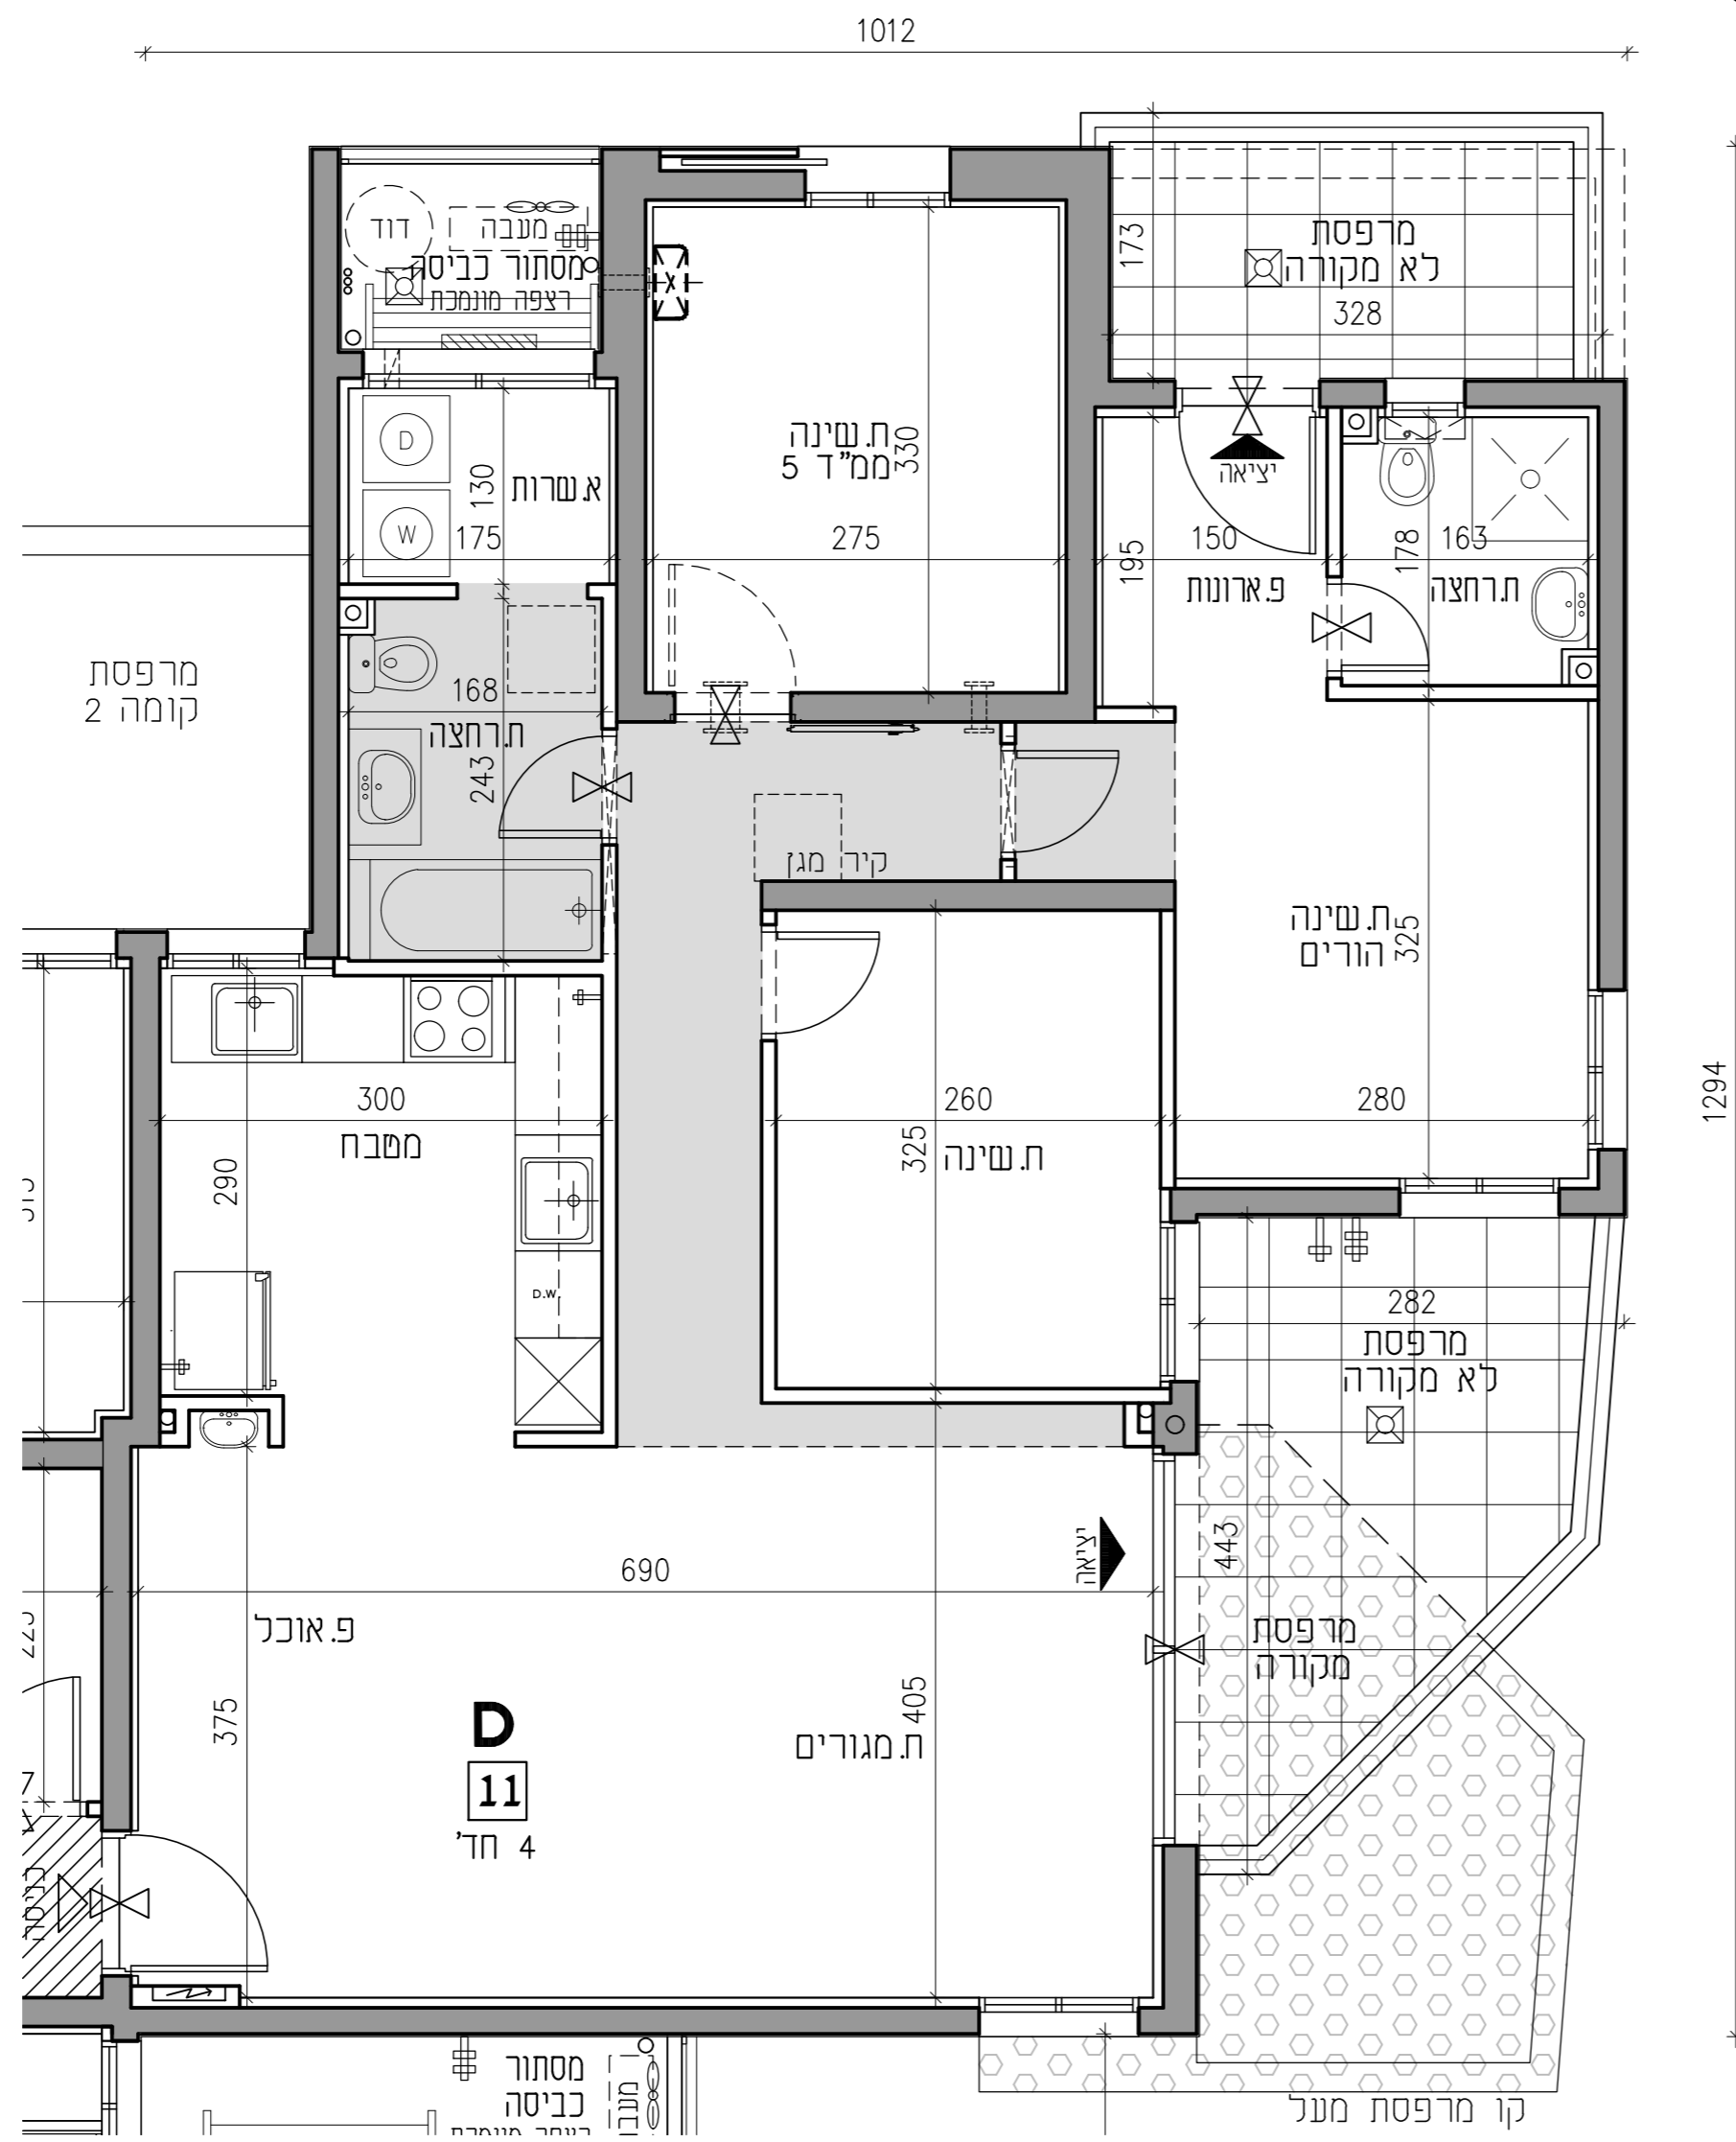 1012
דוד
מעבה
מסתור כביסה
רצפה מונמכת
מרפסת
לא מקורה
173
328
ח.שינה
ממ"ד 5
330
275
יציאה
D
W
130
א.שרות
175
195
150
פ.ארונות
178
163
ח.רחצה
מרפסת
קומה 2
168
ח.רחצה
243
קיר מגן
ח.שינה
הורים
325
280
300
מטבח
290
260
325
ח.שינה
1294
D.W.
282
מרפסת
לא מקורה
443
יציאה
690
פ.אוכל
375
405
ח.מגורים
מרפסת
מקורה
D
11
4 חד'
כניסה
מסתור
כביסה
קו מרפסת מעל